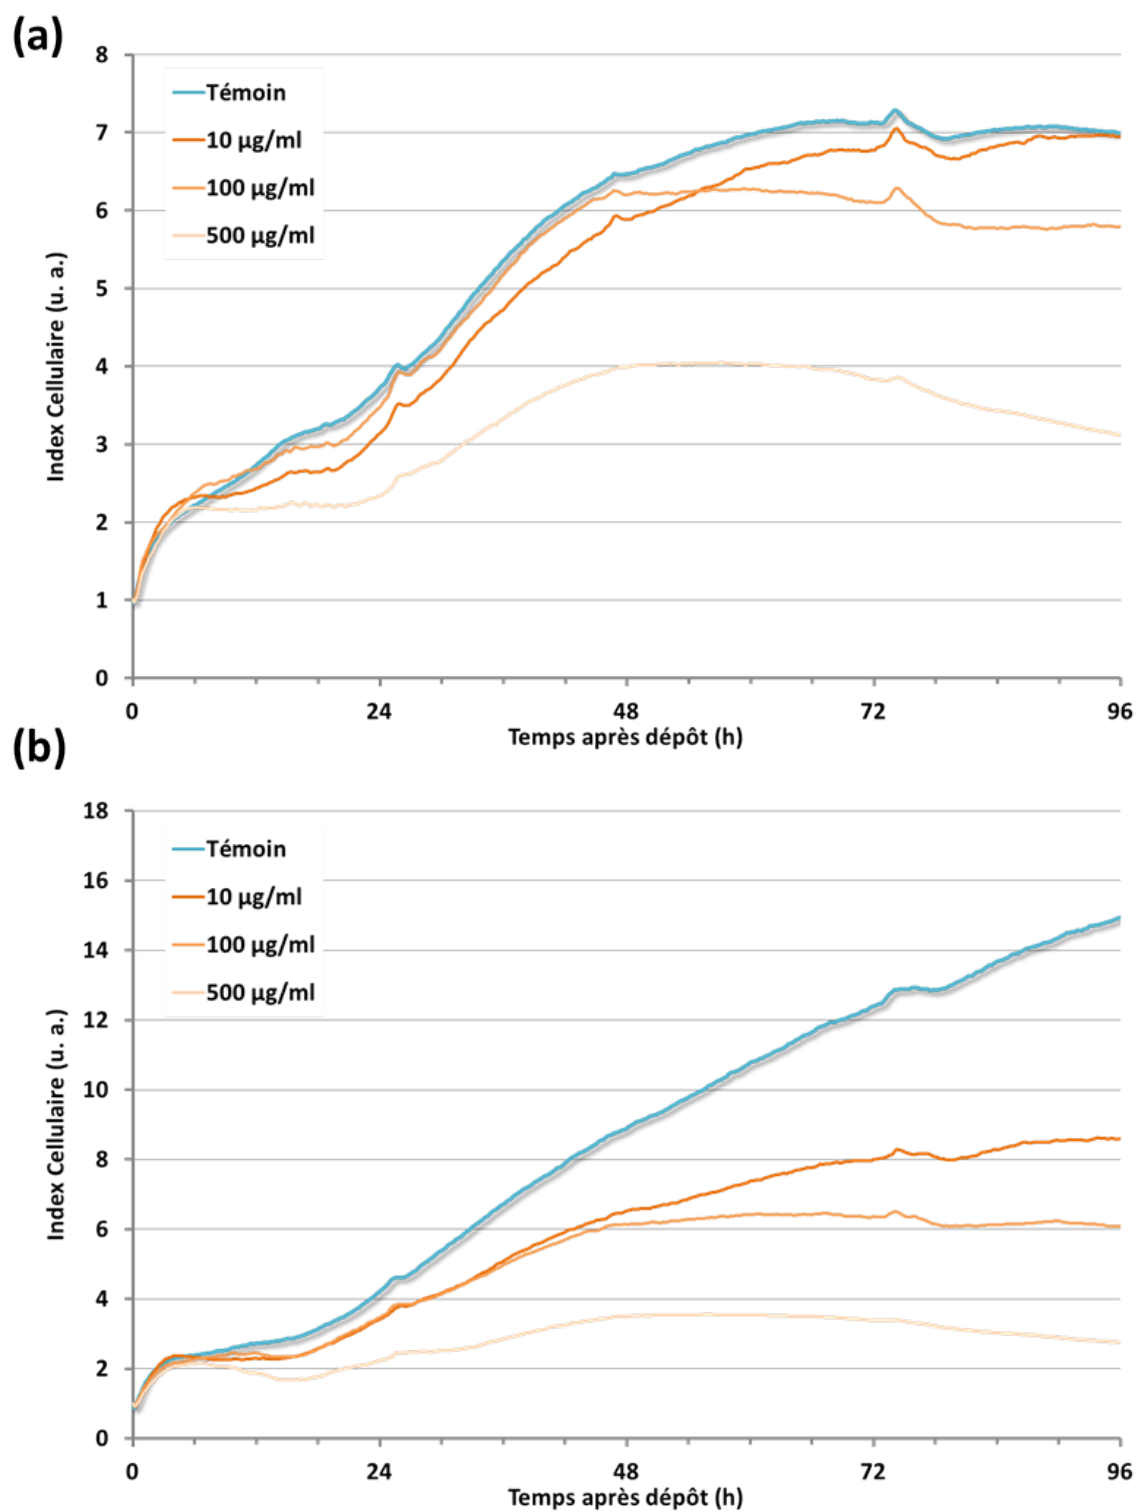 (a)
8
7
6
5
4
3
2
1
0
Index Cellulaire (u. a.)
Témoin
10 µg/ml
100 µg/ml
500 µg/ml
0 24 48 72 96
Temps après dépôt (h)
(b)
18
16
14
12
10
8
6
4
2
0
Index Cellulaire (u. a.)
Témoin
10 µg/ml
100 µg/ml
500 µg/ml
0 24 48 72 96
Temps après dépôt (h)